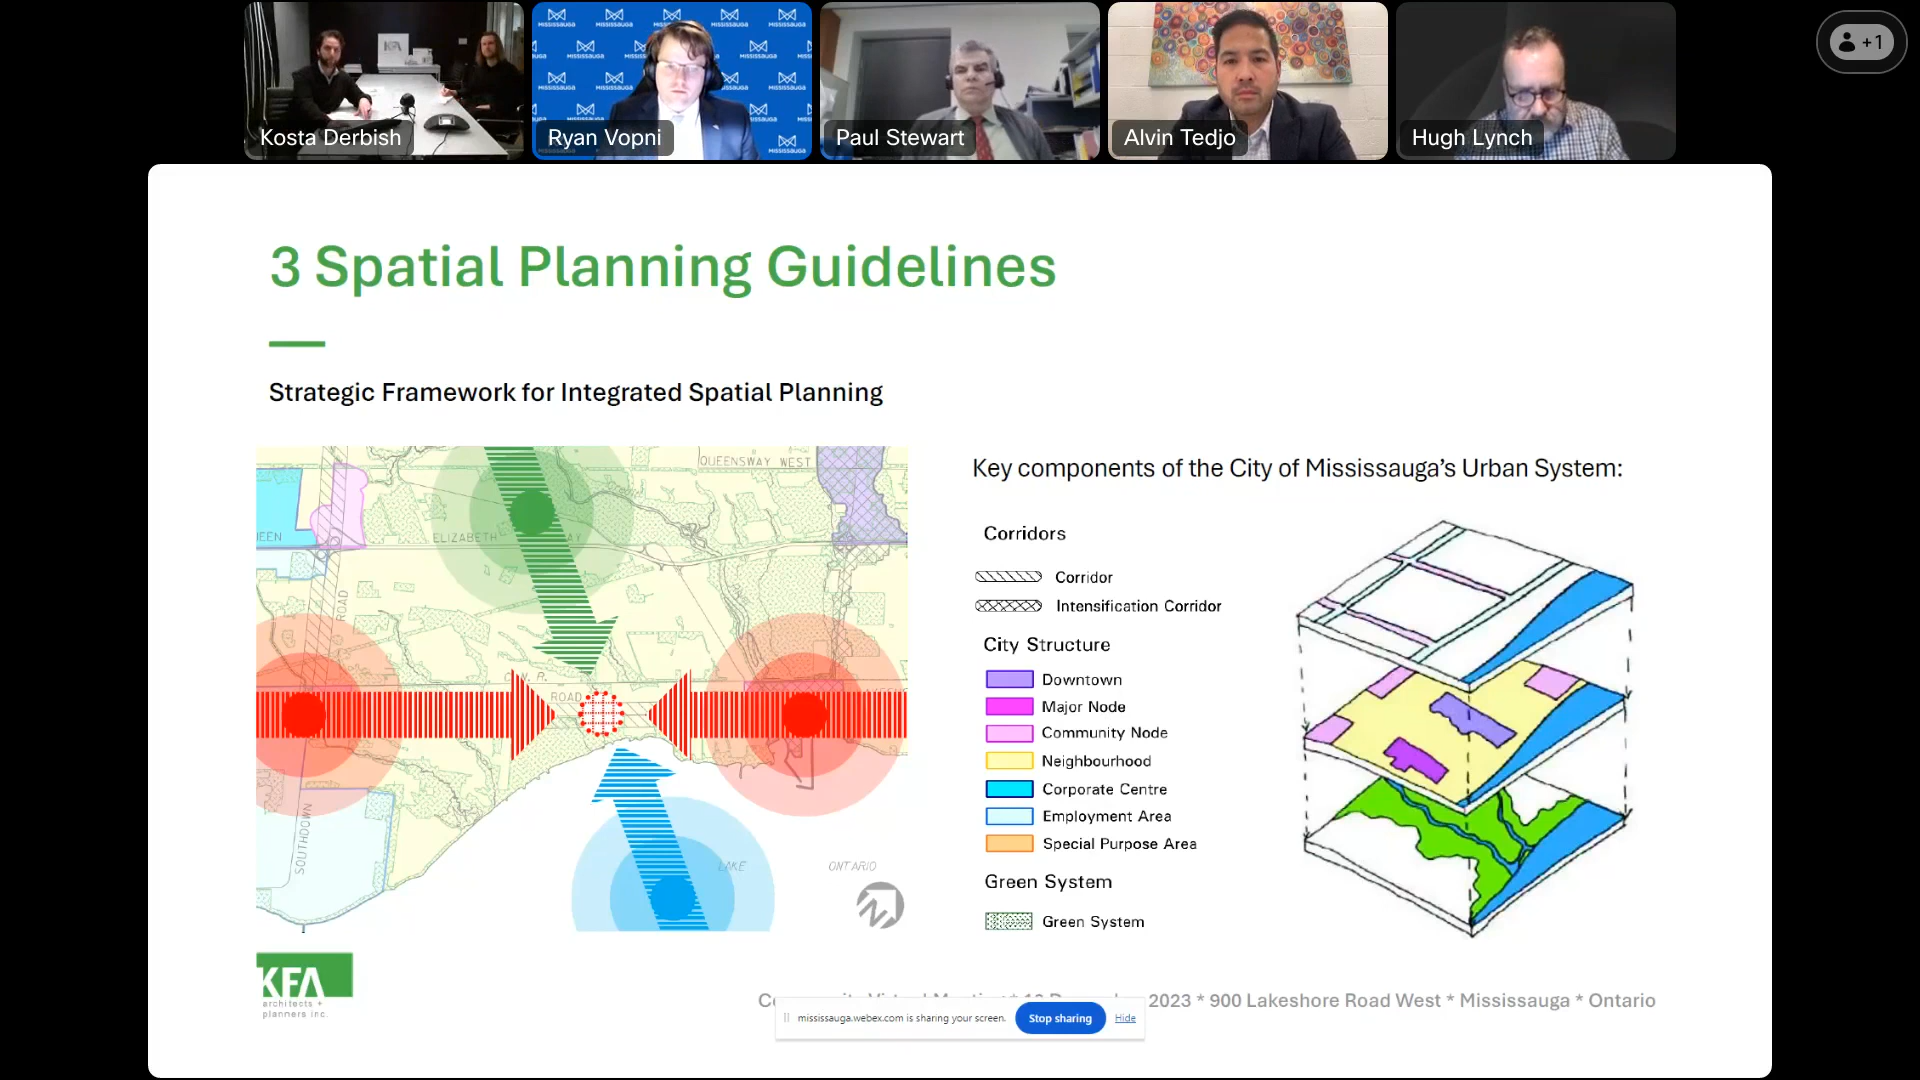 Kosta Derbish
Ryan Vopni
Paul Stewart
Alvin Tedjo
Hugh Lynch
+1
3 Spatial Planning Guidelines
Strategic Framework for Integrated Spatial Planning
QUEENSWAY WEST
EEN
ELIZABETH
AY
ROAD
C. N. R.
ROAD
SOUTHDOWN
LAKE ONTARIO
Key components of the City of Mississauga's Urban System:
Corridors
Corridor
Intensification Corridor
City Structure
Downtown
Major Node
Community Node
Neighbourhood
Corporate Centre
Employment Area
Special Purpose Area
Green System
Green System
KFA
architects +
planners inc.
2023 * 900 Lakeshore Road West * Mississauga * Ontario
mississauga.webex.com is sharing your screen.
Stop sharing
Hide